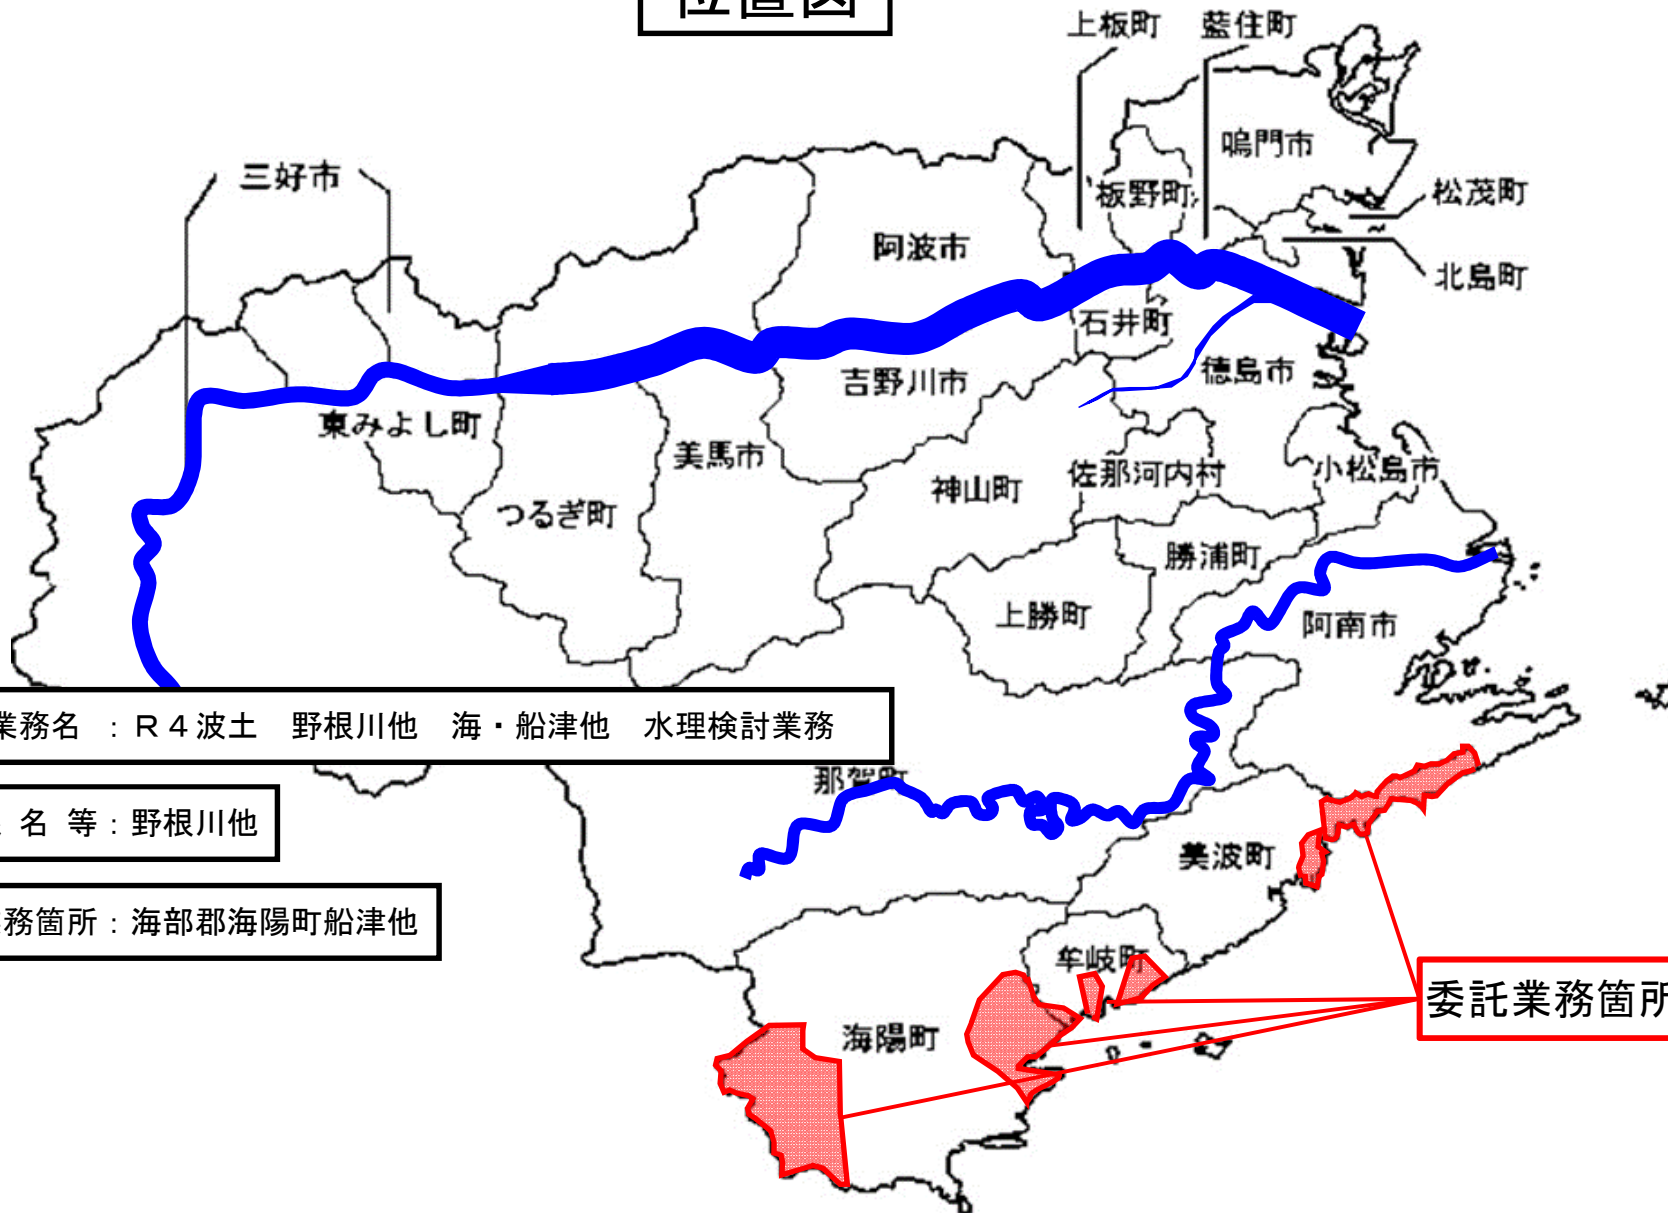 位置図
上板町
藍住町
鳴門市
三好市
板野町
松茂町
阿波市
北島町
石井町
徳島市
吉野川市
東みよし町
美馬市
佐那河内村
小松島市
神山町
つるぎ町
勝浦町
上勝町
阿南市
業務名 : R4波土 野根川他 海・船津他 水理検討業務
那賀町
名 等:野根川他
美波町
務箇所:海部郡海陽町船津他
牟岐町
委託業務箇所
海陽町